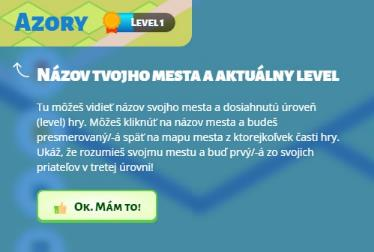 AZORY LEVEL 1
NÁZOV TVOJHO MESTA A AKTUÁLNY LEVEL
Tu môžeš vidieť názov svojho mesta a dosiahnutú úroveň
(level) hry. Môžeš kliknúť na názov mesta a budeš
presmerovaný/-á späť na mapu mesta z ktorejkoľvek časti hry.
Ukáž, že rozumieš svojmu mestu a buď prvý/-á zo svojich
priateľov v tretej úrovni!
OK. MÁM TO!